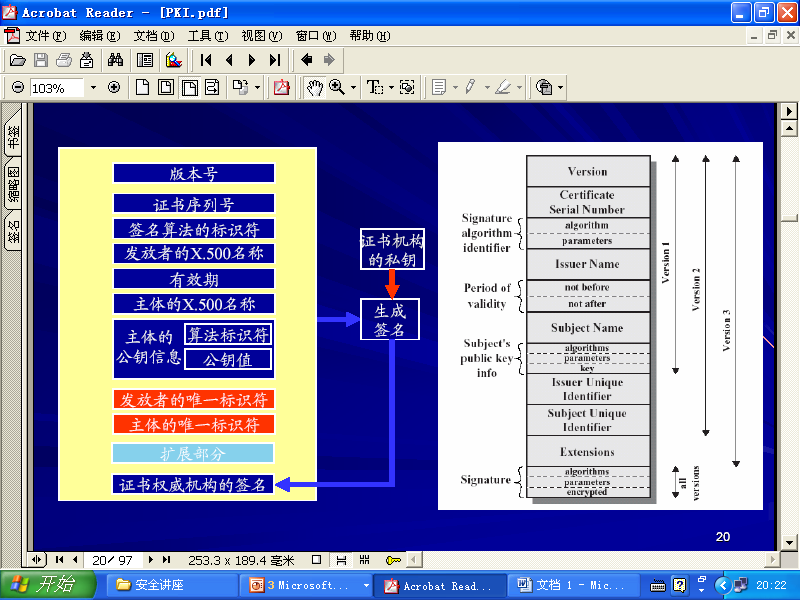 Acrobat Reader - [PKI.pdf]
文件(F) 编辑(E) 文档(D) 工具(T) 视图(V) 窗口(W) 帮助(H)
103%
书签
缩略图
签名
版本号
证书序列号
签名算法的标识符
发放者的X.500名称
有效期
主体的X.500名称
主体的
公钥信息
算法标识符
公钥值
发放者的唯一标识符
主体的唯一标识符
扩展部分
证书权威机构的签名
证书机构
的私钥
生成
签名
Version
Certificate
Serial Number
Signature
algorithm
identifier
algorithm
parameters
Issuer Name
Period of
validity
not before
not after
Subject Name
Subject's
public key
info
algorithms
parameters
key
Issuer Unique
Identifier
Subject Unique
Identifier
Extensions
Signature
algorithms
parameters
encrypted
Version 1
Version 2
Version 3
all
versions
20
20/ 97
253.3 x 189.4 毫米
开始
安全讲座
3 Microsoft...
Acrobat Read...
文档 1 - Mic...
20:22